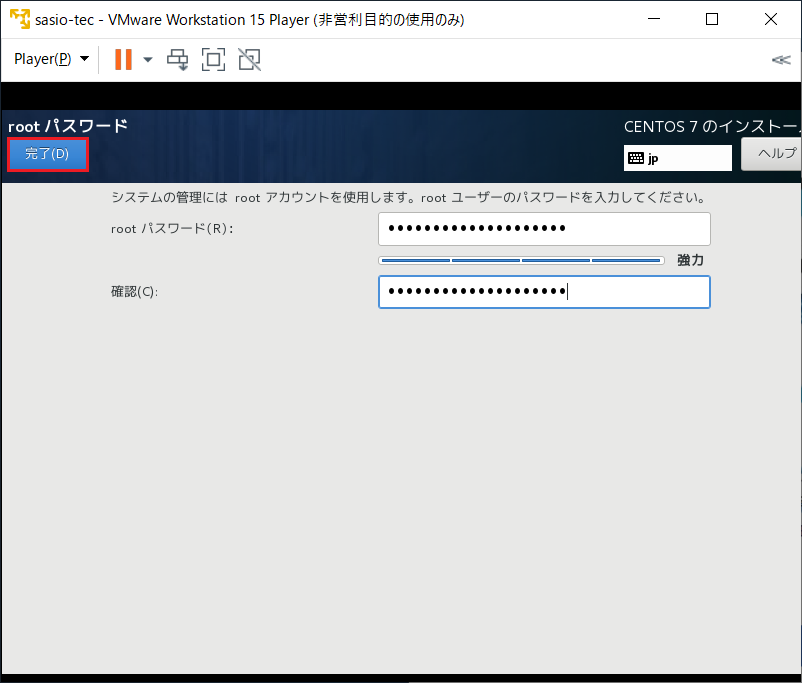 sasio-tec - VMware Workstation 15 Player (非営利目的の使用のみ)
Player(P)
root パスワード
CENTOS 7 のインストー
完了(D)
jp
ヘルプ
システムの管理には root アカウントを使用します。root ユーザーのパスワードを入力してください。
root パスワード(R):
●●●●●●●●●●●●●●●●●●●●
強力
確認(C):
●●●●●●●●●●●●●●●●●●●●